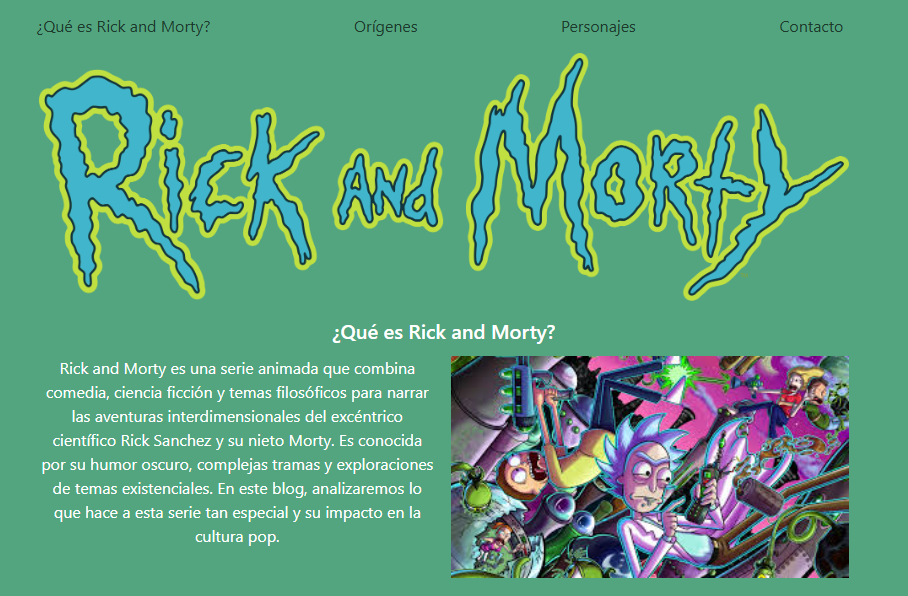 ¿Qué es Rick and Morty? Orígenes Personajes Contacto
Rick and Morty
¿Qué es Rick and Morty?
Rick and Morty es una serie animada que combina
comedia, ciencia ficción y temas filosóficos para narrar
las aventuras interdimensionales del excéntrico
científico Rick Sanchez y su nieto Morty. Es conocida
por su humor oscuro, complejas tramas y exploraciones
de temas existenciales. En este blog, analizaremos lo
que hace a esta serie tan especial y su impacto en la
cultura pop.